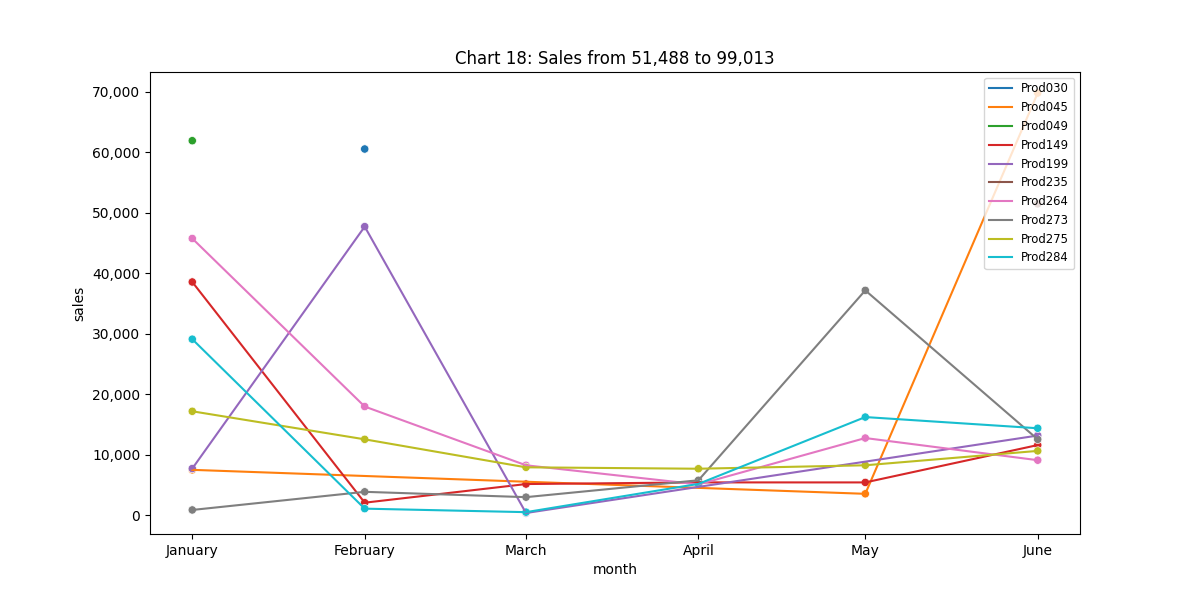 Chart 18: Sales from 51,488 to 99,013
70,000
60,000
50,000
40,000
30,000
20,000
10,000
0
sales
January
February
March
April
May
June
month
Prod030
Prod045
Prod049
Prod149
Prod199
Prod235
Prod264
Prod273
Prod275
Prod284